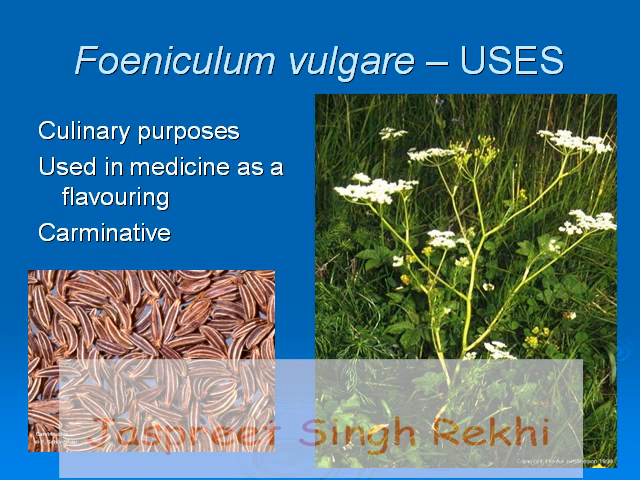 Foeniculum vulgare – USES
Culinary purposes
Used in medicine as a
flavouring
Carminative
Jaspreet Singh Rekhi